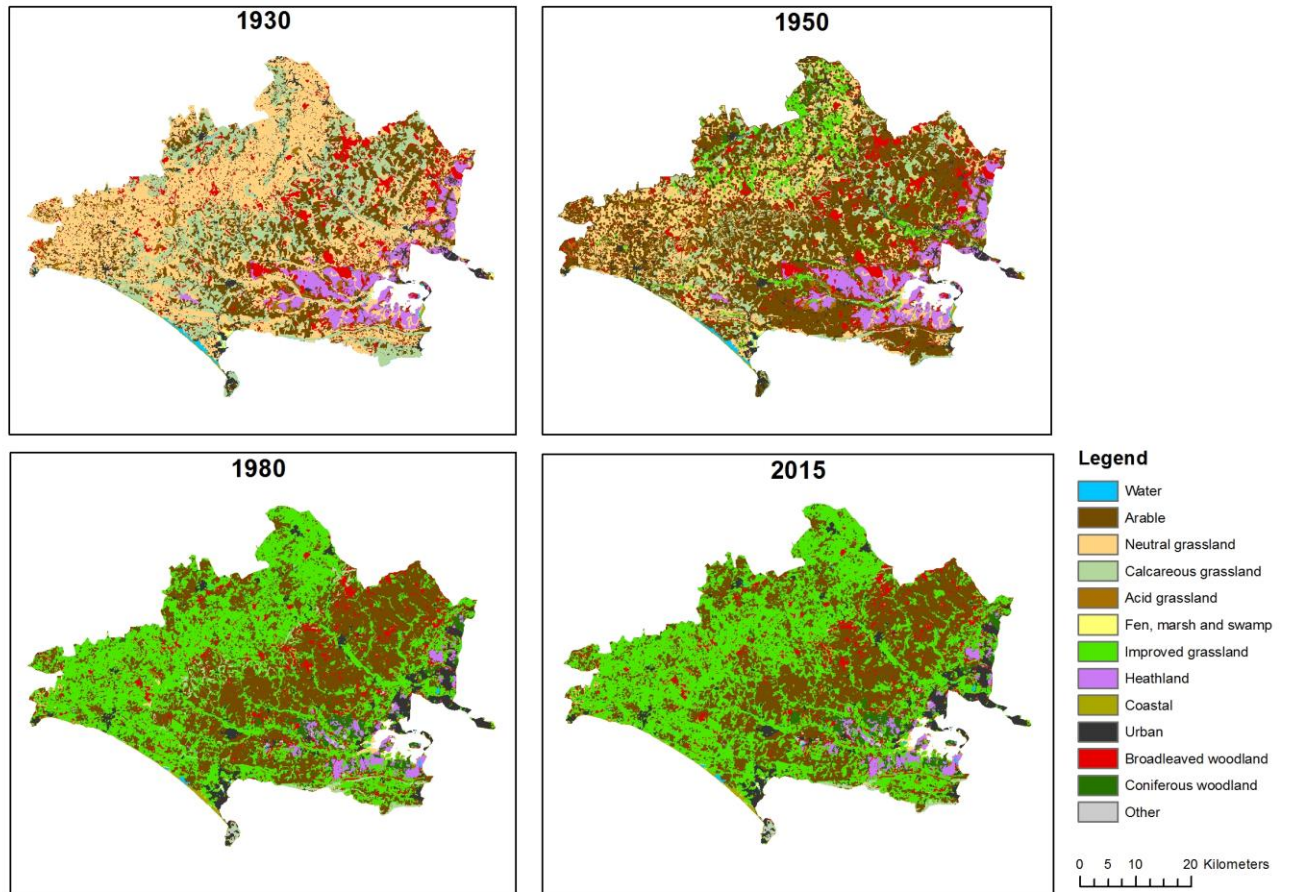 1930
1950
1980
2015
Legend
Water
Arable
Neutral grassland
Calcareous grassland
Acid grassland
Fen, marsh and swamp
Improved grassland
Heathland
Coastal
Urban
Broadleaved woodland
Coniferous woodland
Other
0 5 10 20 Kilometers